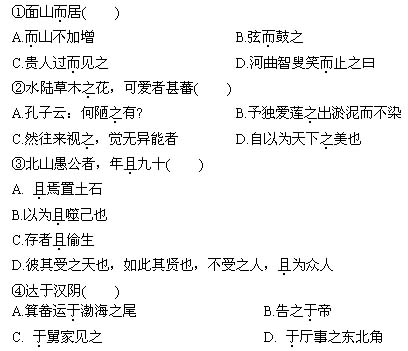 ①面山而居(  )
A.而山不加增 B.弦而鼓之
C.贵人过而见之 D.河曲智叟笑而止之曰
②水陆草木之花，可爱者甚蕃(  )
A.孔子云：何陋之有? B.予独爱莲之出淤泥而不染
C.然往来视之，觉无异能者 D.自以为天下之美也
③北山愚公者，年且九十(  )
A. 且焉置土石
B.以为且噬己也
C.存者且偷生
D.彼其受之天也，如此其贤也，不受之人，且为众人
④达于汉阴(  )
A.箕畚运于渤海之尾 B.告之于帝
C. 于舅家见之 D. 于厅事之东北角